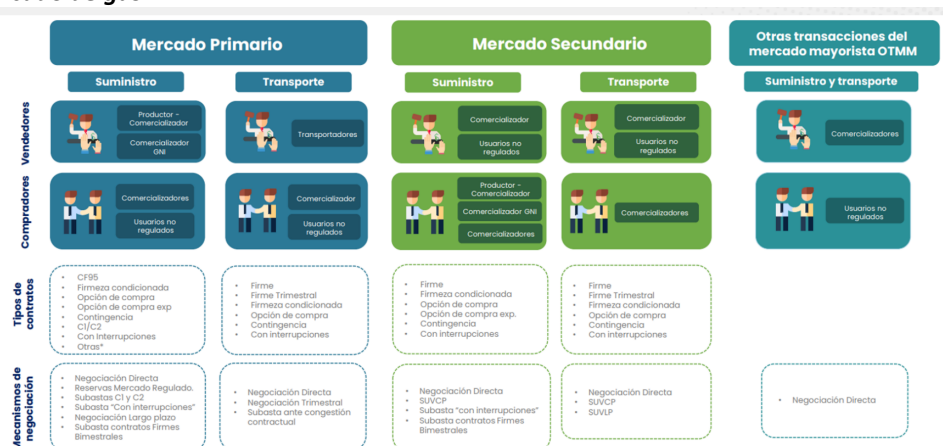 Mercado Primario
Mercado Secundario
Otras transacciones del
mercado mayorista OTMM
Suministro
Transporte
Suministro
Transporte
Suministro y transporte
Vendedores
Productor -
Comercializador
Comercializador
GNI
Transportadores
Comercializador
Usuarios no
regulados
Comercializador
Usuarios no
regulados
Comercializadores
Compradores
Comercializadores
Usuarios no
regulados
Comercializador
Usuarios no
regulados
Productor -
Comercializador
Comercializador GNI
Comercializadores
Comercializadores
Usuarios no
regulados
Tipos de
contratos
• CF95
• Firmeza condicionada
• Opción de compra
• Opción de compra exp
• Contingencia
• C1/C2
• Con Interrupciones
• Otras*
• Firme
• Firme Trimestral
• Firmeza condicionada
• Opción de compra
• Contingencia
• Con interrupciones
• Firme
• Firmeza condicionada
• Opción de compra
• Opción de compra exp.
• Contingencia
• Con interrupciones
• Firme
• Firme Trimestral
• Firmeza condicionada
• Opción de compra
• Contingencia
• Con interrupciones
Mecanismos de
negociación
• Negociación Directa
• Reservas Mercado Regulado.
• Subastas C1 y C2
• Subasta "Con interrupciones"
• Negociación Largo plazo
• Subasta contratos Firmes
Bimestrales
• Negociación Directa
• Negociación Trimestral
• Subasta ante congestión
contractual
• Negociación Directa
• SUVCP
• Subasta "con interrupciones"
• Subasta contratos Firmes
Bimestrales
• Negociación Directa
• SUVCP
• SUVLP
• Negociación Directa